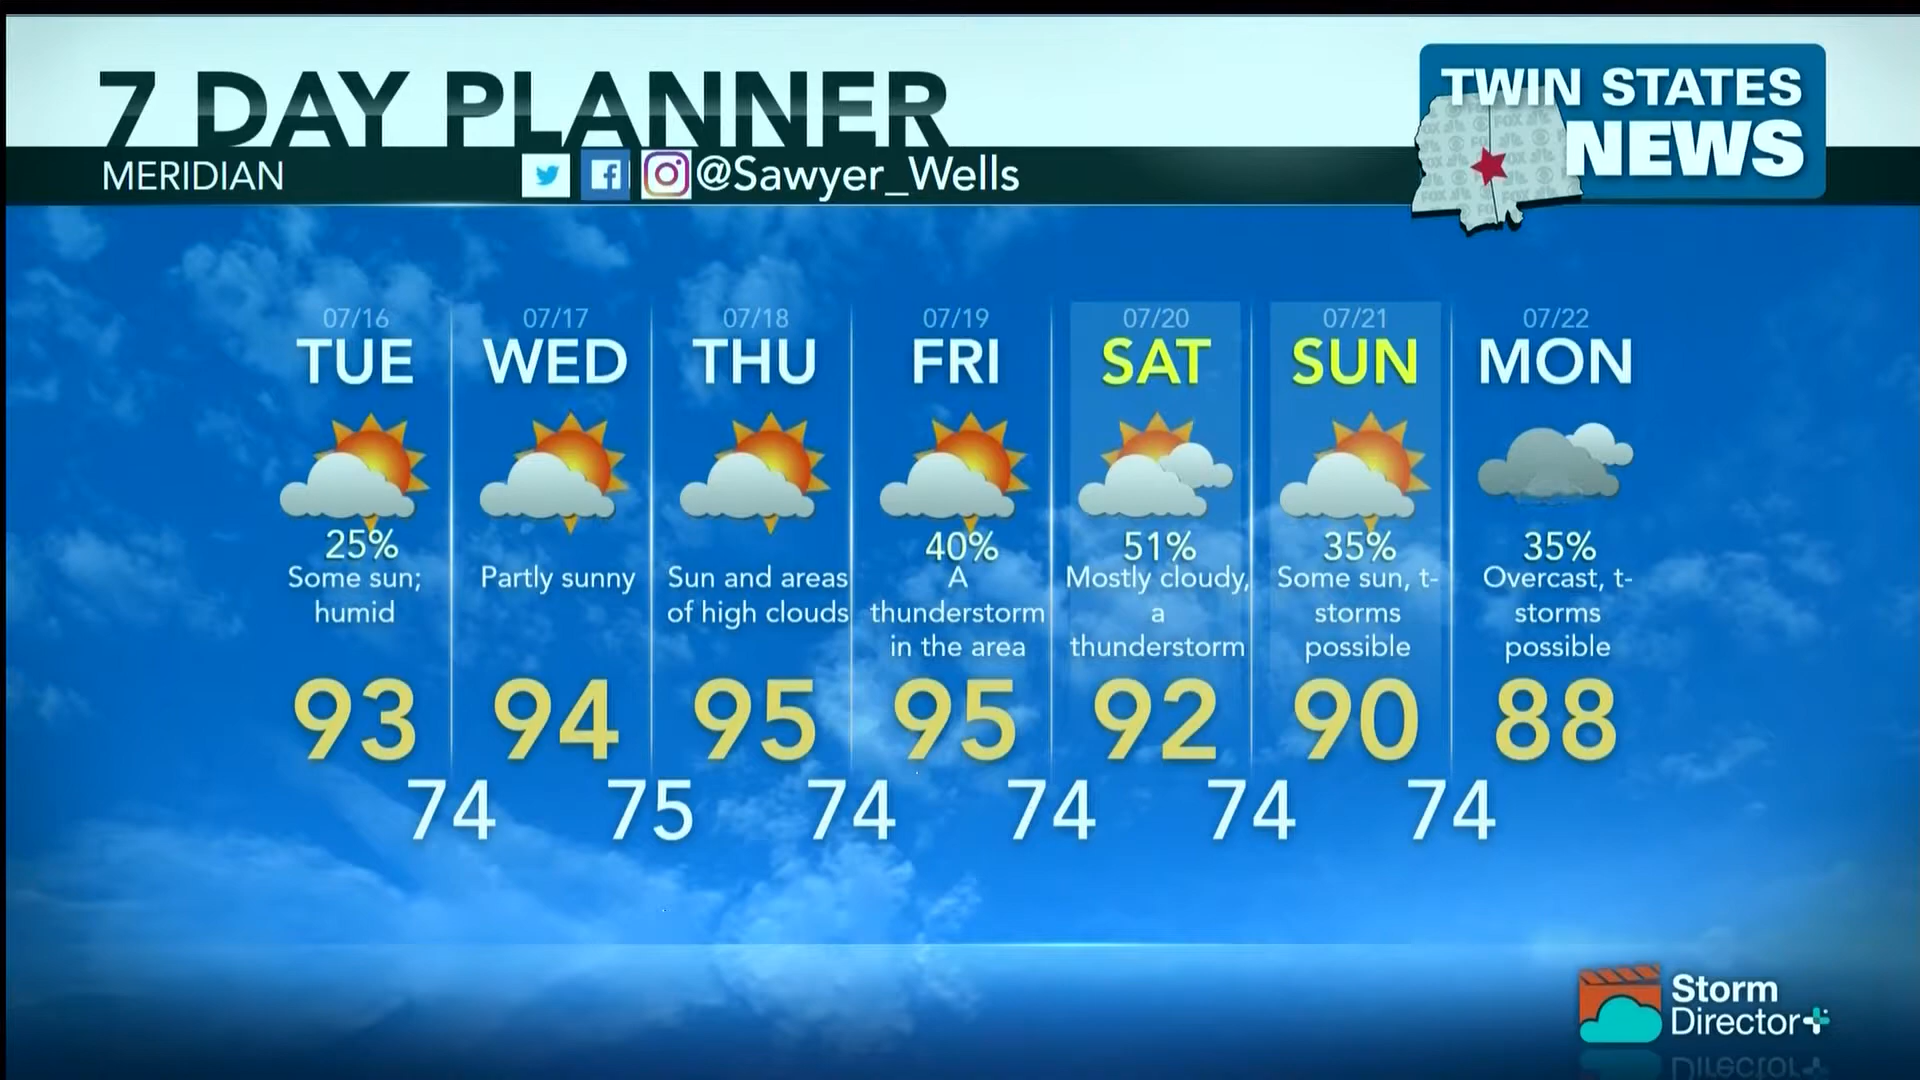 7 DAY PLANNER
MERIDIAN
@Sawyer_Wells
TWIN STATES
NEWS
07/16
TUE
25%
Some sun;
humid
93
07/17
WED
Partly sunny
94
07/18
THU
Sun and areas
of high clouds
95
07/19
FRI
40%
A
thunderstorm
in the area
95
07/20
SAT
51%
Mostly cloudy,
a
thunderstorm
92
07/21
SUN
35%
Some sun, t-
storms
possible
90
07/22
MON
35%
Overcast, t-
storms
possible
88
74 75 74 74 74 74
Storm
Director+